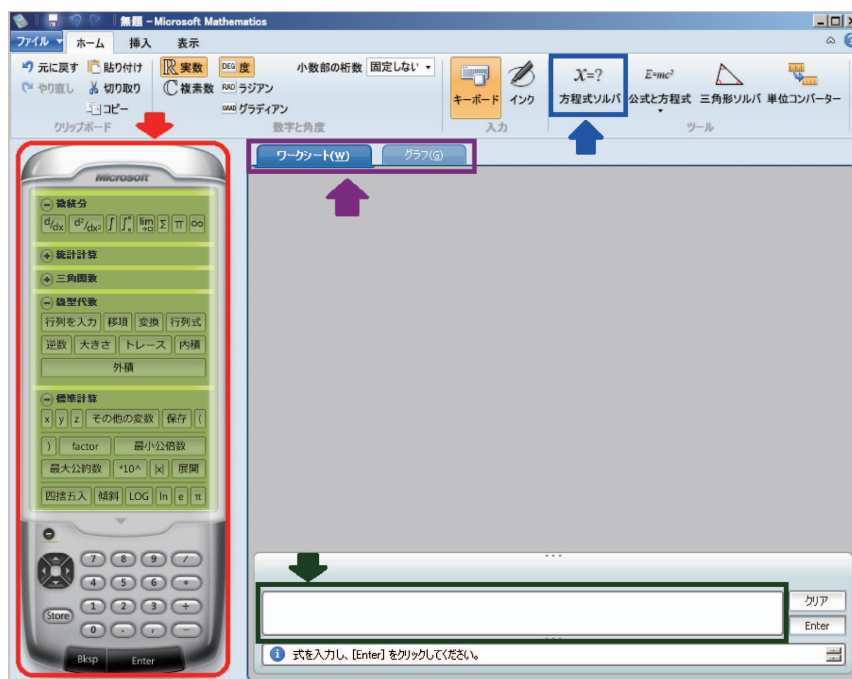 無題 - Microsoft Mathematics
ファイル ホーム 挿入 表示
元に戻す 貼り付け 実数 DEG 度 小数部の桁数 固定しない
やり直し 切り取り 複素数 RAD ラジアン
コピー GRAD グラディアン
キーボード インク
X=? 方程式ソルバ
E=mc² 公式と方程式
三角形ソルバ 単位コンバーター
クリップボード 数字と角度 入力 ツール
ワークシート(W) グラフ(G)
Microsoft
微積分
d/dx d²/dx² ∫ ∫ lim Σ Π ∞
統計計算
三角関数
線型代数
行列を入力 移項 変換 行列式
逆数 大きさ トレース 内積
外積
標準計算
x y z その他の変数 保存 (
) factor 最小公倍数
最大公約数 *10^ |x| 展開
四捨五入 傾斜 LOG ln e π
7 8 9 /
4 5 6 *
Store 1 2 3 +
0 . , −
Bksp Enter
クリア
Enter
式を入力し、[Enter] をクリックしてください。